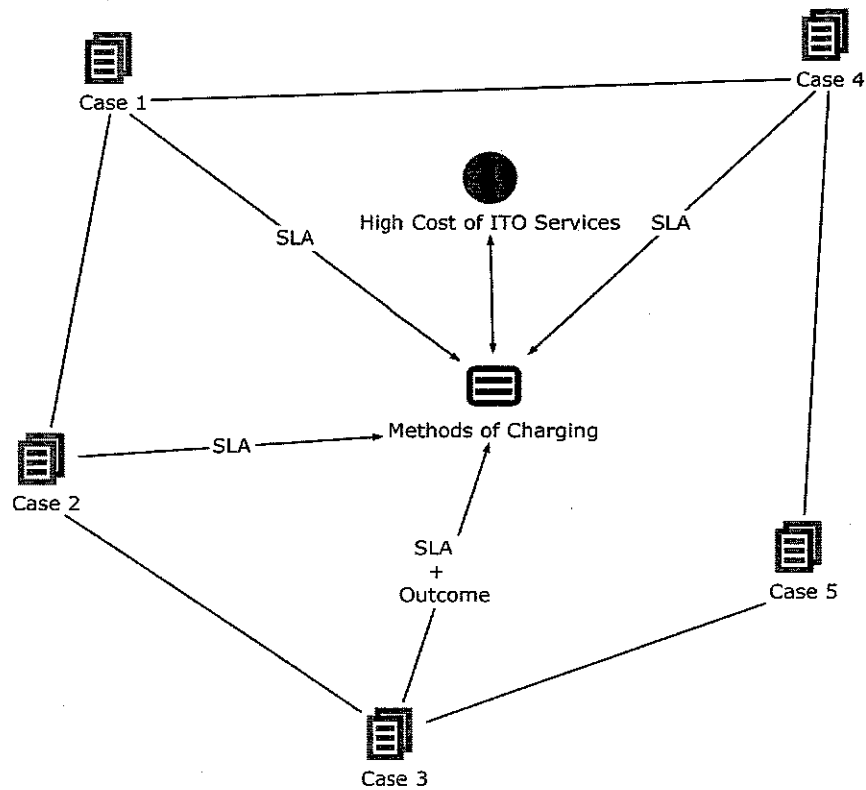 Case 1
Case 4
High Cost of ITO Services
SLA
SLA
Methods of Charging
SLA
Case 2
SLA
+
Outcome
Case 5
Case 3